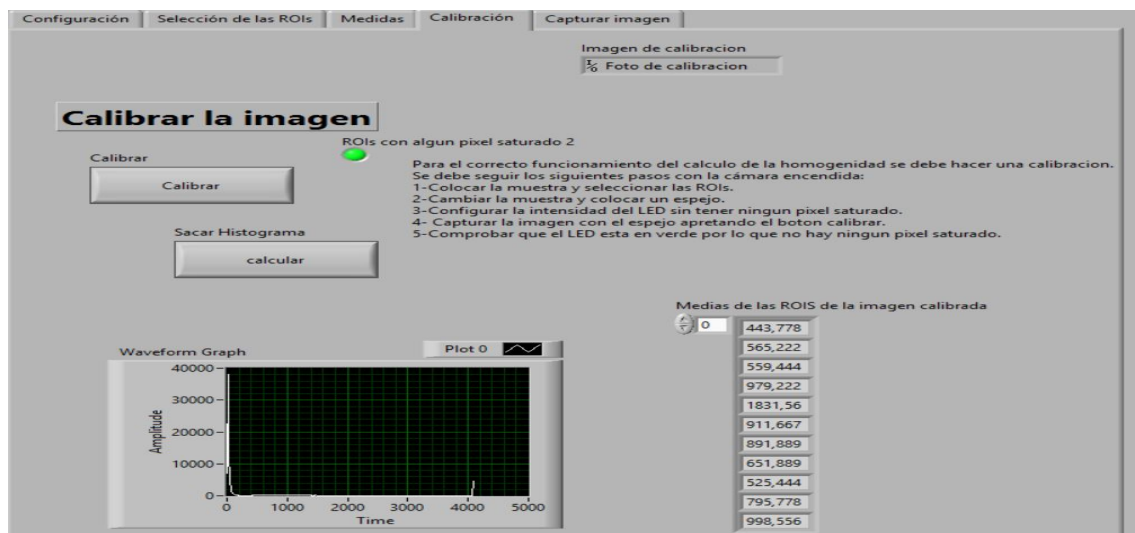 Configuración
Selección de las ROIs
Medidas
Calibración
Capturar imagen
Imagen de calibracion
Foto de calibracion
Calibrar la imagen
ROIs con algun pixel saturado 2
Calibrar
Calibrar
Para el correcto funcionamiento del calculo de la homogenidad se debe hacer una calibracion.
Se debe seguir los siguientes pasos con la cámara encendida:
1-Colocar la muestra y seleccionar las ROIs.
2-Cambiar la muestra y colocar un espejo.
3-Configurar la intensidad del LED sin tener ningun pixel saturado.
4- Capturar la imagen con el espejo apretando el boton calibrar.
5-Comprobar que el LED esta en verde por lo que no hay ningun pixel saturado.
Sacar Histograma
calcular
Medias de las ROIS de la imagen calibrada
0
443,778
565,222
559,444
979,222
1831,56
911,667
891,889
651,889
525,444
795,778
998,556
Waveform Graph
Plot 0
Amplitude
40000
30000
20000
10000
0
0 1000 2000 3000 4000 5000
Time